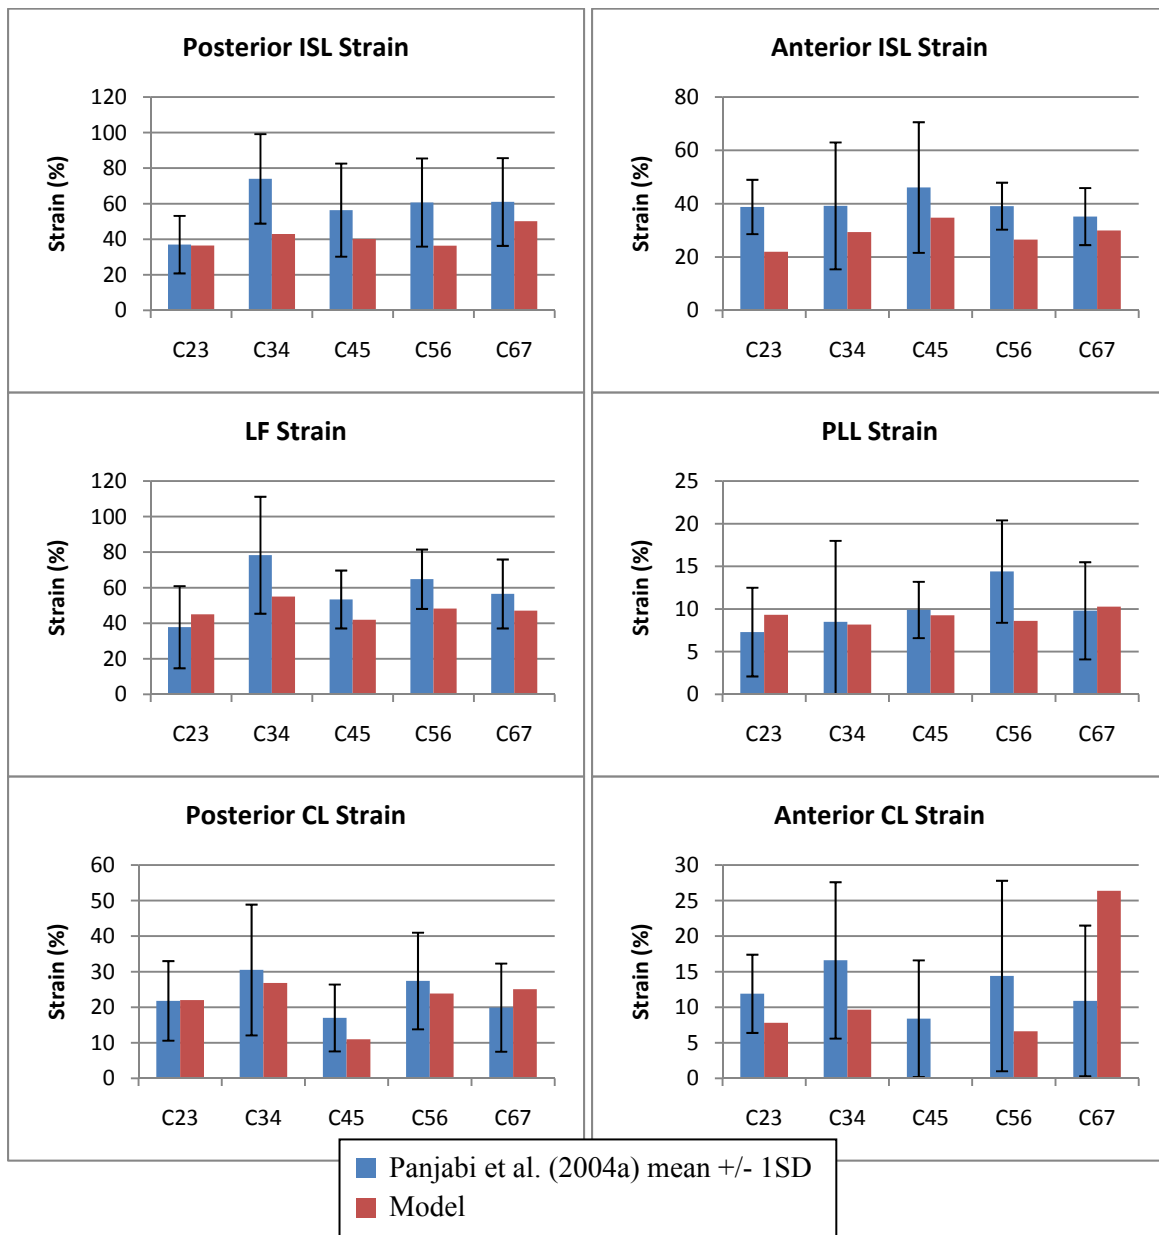 Posterior ISL Strain
Strain (%)
120
100
80
60
40
20
0
C23 C34 C45 C56 C67
Anterior ISL Strain
Strain (%)
80
60
40
20
0
C23 C34 C45 C56 C67
LF Strain
Strain (%)
120
100
80
60
40
20
0
C23 C34 C45 C56 C67
PLL Strain
Strain (%)
25
20
15
10
5
0
C23 C34 C45 C56 C67
Posterior CL Strain
Strain (%)
60
50
40
30
20
10
0
C23 C34 C45 C56 C67
Anterior CL Strain
Strain (%)
30
25
20
15
10
5
0
C23 C34 C45 C56 C67
Panjabi et al. (2004a) mean +/- 1SD
Model